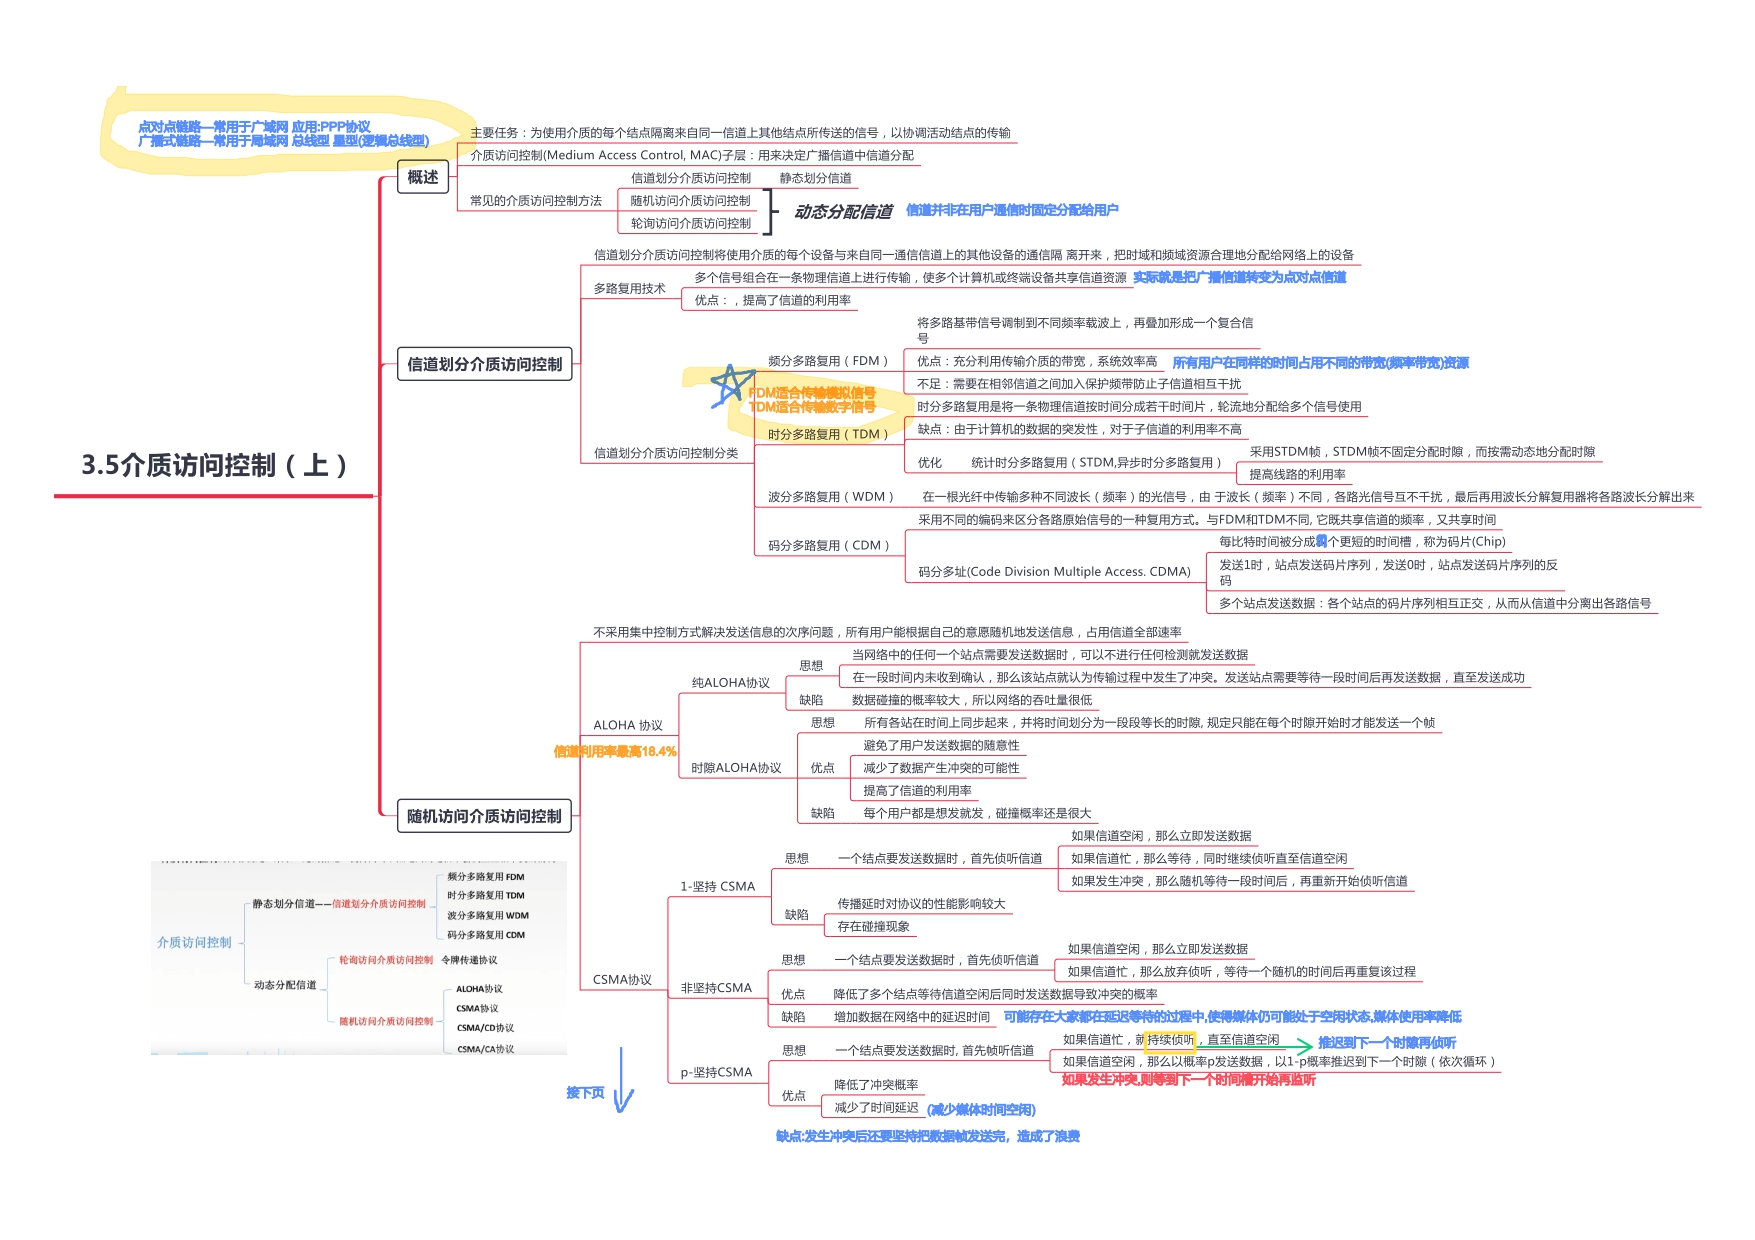 点对点链路—常用于广域网 应用:PPP协议
广播式链路—常用于局域网 总线型 星型(逻辑总线型)
3.5介质访问控制（上）
概述
主要任务：为使用介质的每个结点隔离来自同一信道上其他结点所传送的信号，以协调活动结点的传输
介质访问控制(Medium Access Control, MAC)子层：用来决定广播信道中信道分配
常见的介质访问控制方法
信道划分介质访问控制 静态划分信道
随机访问介质访问控制
轮询访问介质访问控制
动态分配信道 信道并非在用户通信时固定分配给用户
信道划分介质访问控制
信道划分介质访问控制将使用介质的每个设备与来自同一通信信道上的其他设备的通信隔 离开来，把时域和频域资源合理地分配给网络上的设备
多路复用技术
多个信号组合在一条物理信道上进行传输，使多个计算机或终端设备共享信道资源 实际就是把广播信道转变为点对点信道
优点：，提高了信道的利用率
信道划分介质访问控制分类
频分多路复用（FDM）
将多路基带信号调制到不同频率载波上，再叠加形成一个复合信
号
优点：充分利用传输介质的带宽，系统效率高 所有用户在同样的时间占用不同的带宽(频率带宽)资源
不足：需要在相邻信道之间加入保护频带防止子信道相互干扰
FDM适合传输模拟信号
TDM适合传输数字信号
时分多路复用（TDM）
时分多路复用是将一条物理信道按时间分成若干时间片，轮流地分配给多个信号使用
缺点：由于计算机的数据的突发性，对于子信道的利用率不高
优化 统计时分多路复用（STDM,异步时分多路复用）
采用STDM帧，STDM帧不固定分配时隙，而按需动态地分配时隙
提高线路的利用率
波分多路复用（WDM） 在一根光纤中传输多种不同波长（频率）的光信号，由 于波长（频率）不同，各路光信号互不干扰，最后再用波长分解复用器将各路波长分解出来
码分多路复用（CDM）
采用不同的编码来区分各路原始信号的一种复用方式。与FDM和TDM不同, 它既共享信道的频率，又共享时间
码分多址(Code Division Multiple Access. CDMA)
每比特时间被分成 个更短的时间槽，称为码片(Chip)
发送1时，站点发送码片序列，发送0时，站点发送码片序列的反
码
多个站点发送数据：各个站点的码片序列相互正交，从而从信道中分离出各路信号
随机访问介质访问控制
不采用集中控制方式解决发送信息的次序问题，所有用户能根据自己的意愿随机地发送信息，占用信道全部速率
ALOHA 协议
信道利用率最高18.4%
纯ALOHA协议
思想
当网络中的任何一个站点需要发送数据时，可以不进行任何检测就发送数据
在一段时间内未收到确认，那么该站点就认为传输过程中发生了冲突。发送站点需要等待一段时间后再发送数据，直至发送成功
缺陷 数据碰撞的概率较大，所以网络的吞吐量很低
时隙ALOHA协议
思想 所有各站在时间上同步起来，并将时间划分为一段段等长的时隙, 规定只能在每个时隙开始时才能发送一个帧
优点
避免了用户发送数据的随意性
减少了数据产生冲突的可能性
提高了信道的利用率
缺陷 每个用户都是想发就发，碰撞概率还是很大
CSMA协议
1-坚持 CSMA
思想 一个结点要发送数据时，首先侦听信道
如果信道空闲，那么立即发送数据
如果信道忙，那么等待，同时继续侦听直至信道空闲
如果发生冲突，那么随机等待一段时间后，再重新开始侦听信道
缺陷
传播延时对协议的性能影响较大
存在碰撞现象
非坚持CSMA
思想 一个结点要发送数据时，首先侦听信道
如果信道空闲，那么立即发送数据
如果信道忙，那么放弃侦听，等待一个随机的时间后再重复该过程
优点 降低了多个结点等待信道空闲后同时发送数据导致冲突的概率
缺陷 增加数据在网络中的延迟时间 可能存在大家都在延迟等待的过程中,使得媒体仍可能处于空闲状态,媒体使用率降低
p-坚持CSMA
思想 一个结点要发送数据时, 首先帧听信道
如果信道忙，就持续侦听，直至信道空闲 推迟到下一个时隙再侦听
如果信道空闲，那么以概率p发送数据，以1-p概率推迟到下一个时隙（依次循环）
如果发生冲突,则等到下一个时间槽开始再监听
优点
降低了冲突概率
减少了时间延迟 (减少媒体时间空闲)
缺点:发生冲突后还要坚持把数据帧发送完，造成了浪费
接下页
介质访问控制
静态划分信道——信道划分介质访问控制
频分多路复用 FDM
时分多路复用 TDM
波分多路复用 WDM
码分多路复用 CDM
动态分配信道
轮询访问介质访问控制 令牌传递协议
随机访问介质访问控制
ALOHA协议
CSMA协议
CSMA/CD协议
CSMA/CA协议